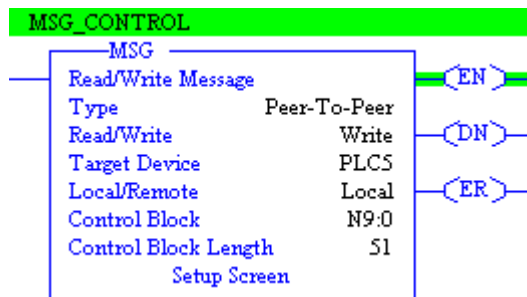 MSG_CONTROL
MSG
Read/Write Message EN
Type Peer-To-Peer
Read/Write Write DN
Target Device PLC5
Local/Remote Local ER
Control Block N9:0
Control Block Length 51
Setup Screen